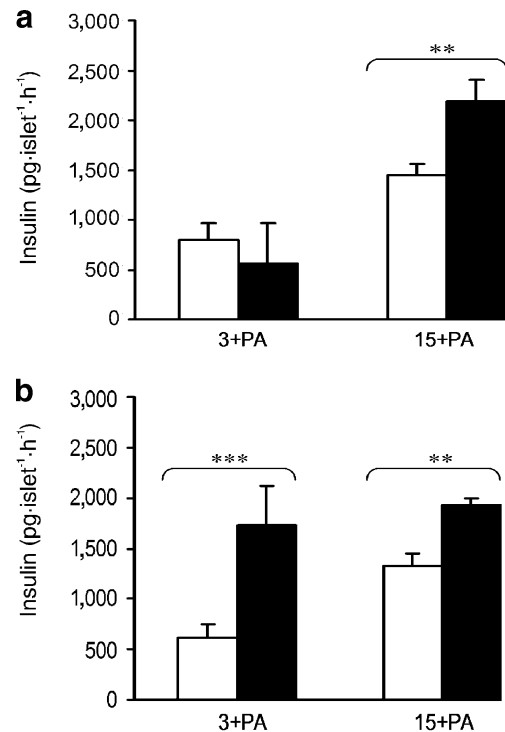 a
3,000
2,500
2,000
1,500
1,000
500
0
Insulin (pg·islet⁻¹·h⁻¹)
**
3+PA
15+PA
b
3,000
2,500
2,000
1,500
1,000
500
0
Insulin (pg·islet⁻¹·h⁻¹)
***
**
3+PA
15+PA